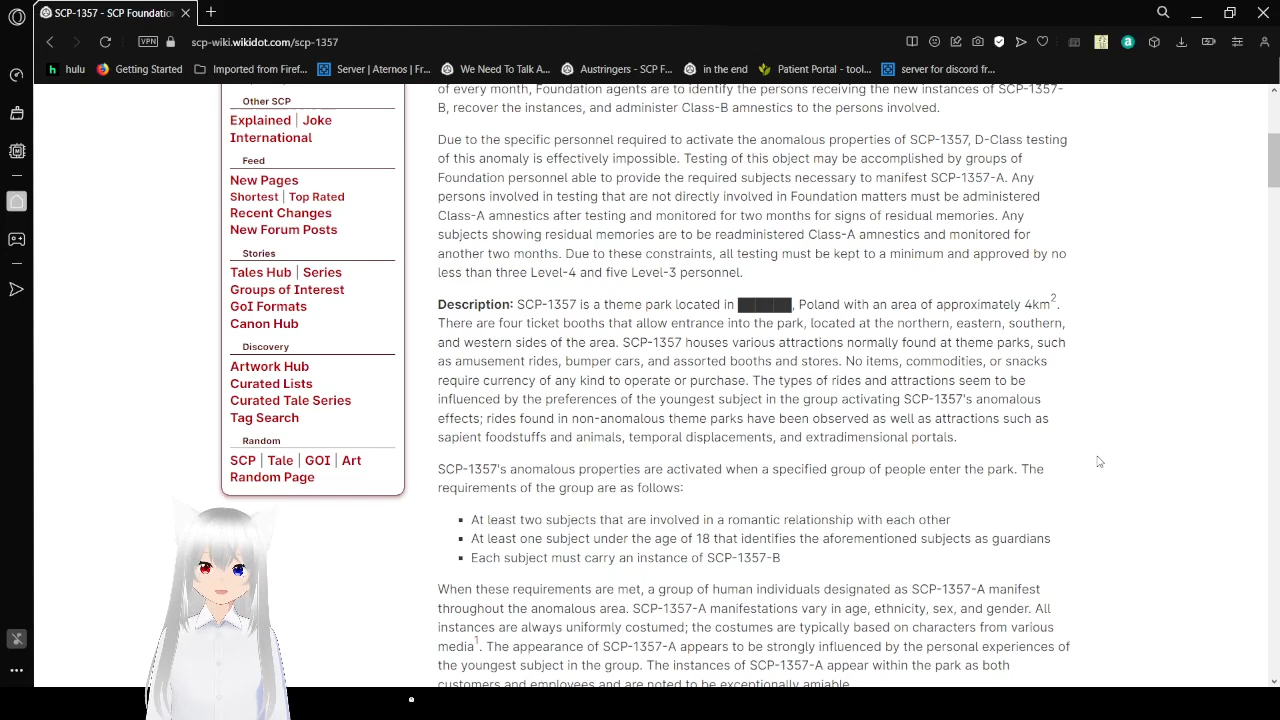 SCP-1357 - SCP Foundatio
scp-wiki.wikidot.com/scp-1357
VPN
hulu
Getting Started
Imported from Firef...
Server | Aternos | Fr...
We Need To Talk A...
Austringers - SCP F...
in the end
Patient Portal - tool...
server for discord fr...
Other SCP
Explained | Joke
International
Feed
New Pages
Shortest | Top Rated
Recent Changes
New Forum Posts
Stories
Tales Hub | Series
Groups of Interest
GoI Formats
Canon Hub
Discovery
Artwork Hub
Curated Lists
Curated Tale Series
Tag Search
Random
SCP | Tale | GOI | Art
Random Page
of every month, Foundation agents are to identify the persons receiving the new instances of SCP-1357-
B, recover the instances, and administer Class-B amnestics to the persons involved.
Due to the specific personnel required to activate the anomalous properties of SCP-1357, D-Class testing
of this anomaly is effectively impossible. Testing of this object may be accomplished by groups of
Foundation personnel able to provide the required subjects necessary to manifest SCP-1357-A. Any
persons involved in testing that are not directly involved in Foundation matters must be administered
Class-A amnestics after testing and monitored for two months for signs of residual memories. Any
subjects showing residual memories are to be readministered Class-A amnestics and monitored for
another two months. Due to these constraints, all testing must be kept to a minimum and approved by no
less than three Level-4 and five Level-3 personnel.
Description: SCP-1357 is a theme park located in ██████, Poland with an area of approximately 4km².
There are four ticket booths that allow entrance into the park, located at the northern, eastern, southern,
and western sides of the area. SCP-1357 houses various attractions normally found at theme parks, such
as amusement rides, bumper cars, and assorted booths and stores. No items, commodities, or snacks
require currency of any kind to operate or purchase. The types of rides and attractions seem to be
influenced by the preferences of the youngest subject in the group activating SCP-1357's anomalous
effects; rides found in non-anomalous theme parks have been observed as well as attractions such as
sapient foodstuffs and animals, temporal displacements, and extradimensional portals.
SCP-1357's anomalous properties are activated when a specified group of people enter the park. The
requirements of the group are as follows:
▪ At least two subjects that are involved in a romantic relationship with each other
▪ At least one subject under the age of 18 that identifies the aforementioned subjects as guardians
▪ Each subject must carry an instance of SCP-1357-B
When these requirements are met, a group of human individuals designated as SCP-1357-A manifest
throughout the anomalous area. SCP-1357-A manifestations vary in age, ethnicity, sex, and gender. All
instances are always uniformly costumed; the costumes are typically based on characters from various
media¹. The appearance of SCP-1357-A appears to be strongly influenced by the personal experiences of
the youngest subject in the group. The instances of SCP-1357-A appear within the park as both
customers and employees and are noted to be exceptionally amiable.